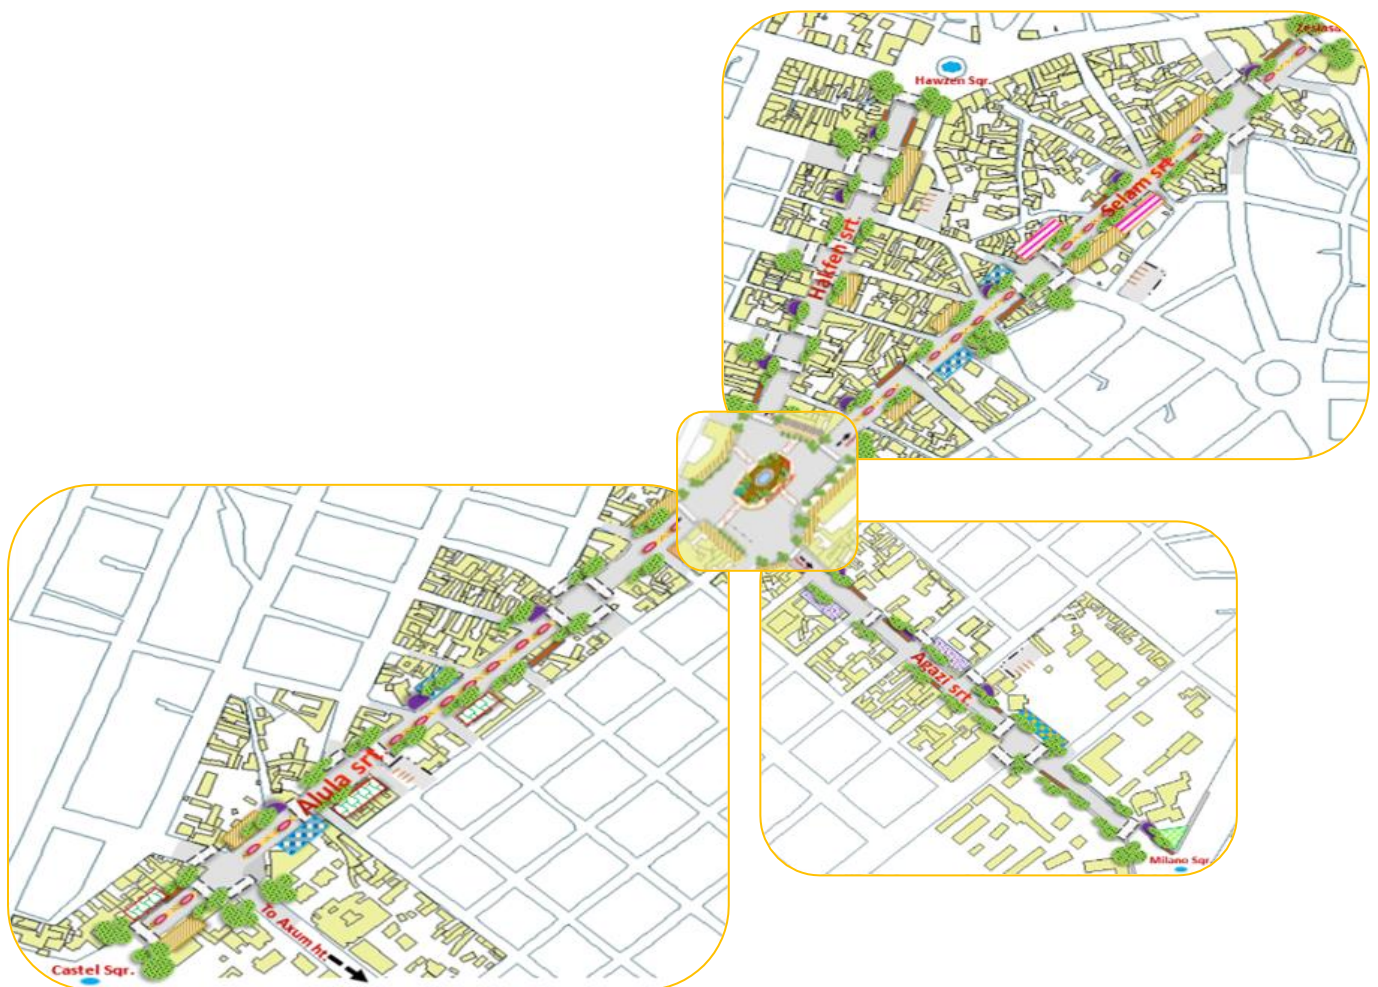 Hawzen Sqr.
Selam srt
Hakfen srt.
Alula srt
Agazi srt
Milano Sqr.
To Axum ht.
Castel Sqr.